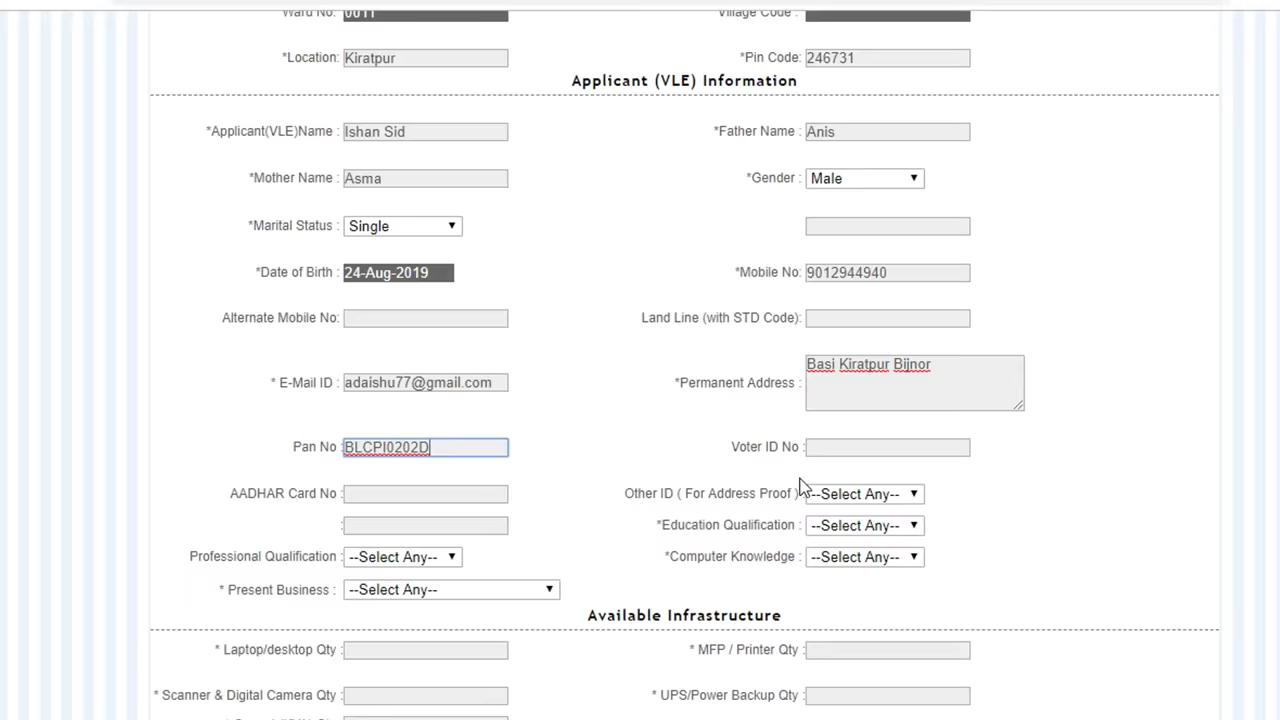 Ward No: 0011 Village Code :
*Location: Kiratpur *Pin Code: 246731
Applicant (VLE) Information
*Applicant(VLE)Name : Ishan Sid *Father Name : Anis
*Mother Name : Asma *Gender : Male
*Marital Status : Single
*Date of Birth : 24-Aug-2019 *Mobile No: 9012944940
Alternate Mobile No: Land Line (with STD Code):
* E-Mail ID : adaishu77@gmail.com *Permanent Address : Basi Kiratpur Bijnor
Pan No : BLCPI0202D Voter ID No :
AADHAR Card No : Other ID ( For Address Proof ) : --Select Any--
: *Education Qualification : --Select Any--
Professional Qualification : --Select Any-- *Computer Knowledge : --Select Any--
* Present Business : --Select Any--
Available Infrastructure
* Laptop/desktop Qty : * MFP / Printer Qty :
* Scanner & Digital Camera Qty : * UPS/Power Backup Qty :